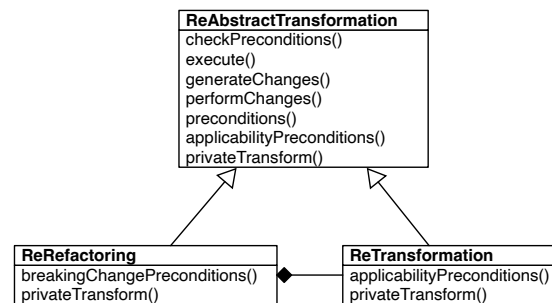 ReAbstractTransformation
checkPreconditions()
execute()
generateChanges()
performChanges()
preconditions()
applicabilityPreconditions()
privateTransform()
ReRefactoring
breakingChangePreconditions()
privateTransform()
ReTransformation
applicabilityPreconditions()
privateTransform()